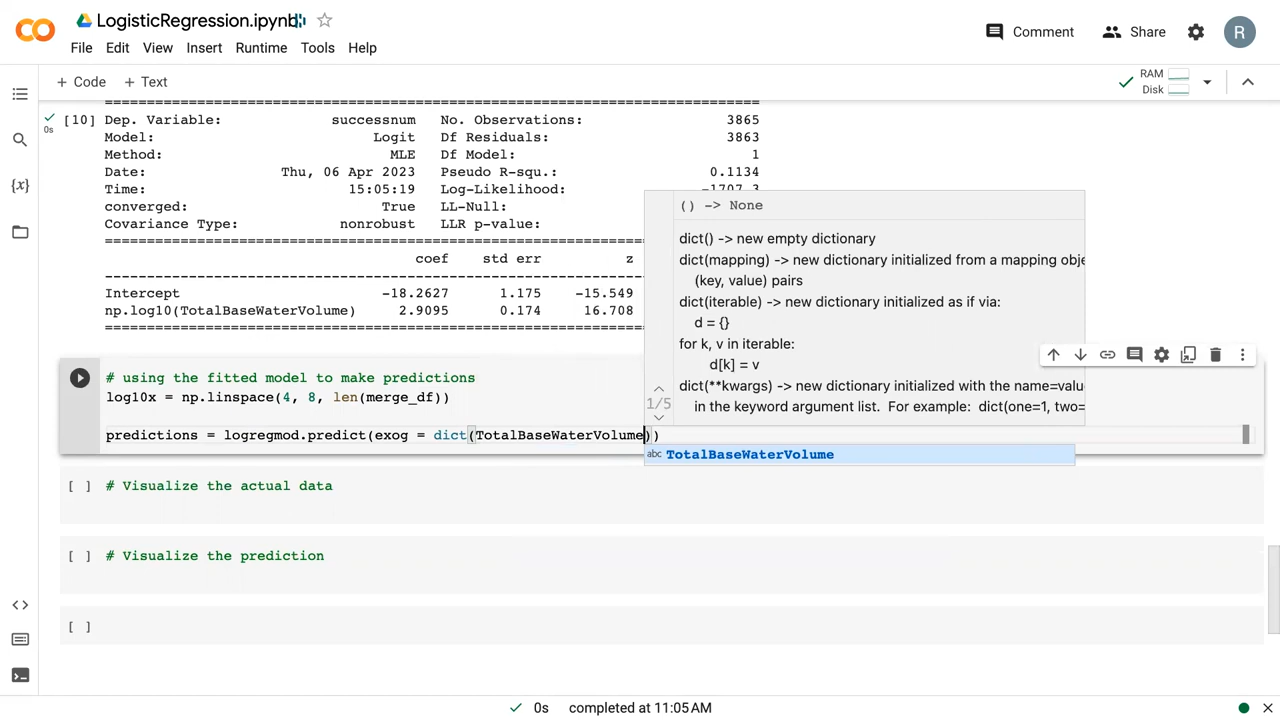 LogisticRegression.ipynb
File Edit View Insert Runtime Tools Help
Comment
Share
R
+ Code + Text
RAM
Disk
==============================================================================
[10] Dep. Variable: successnum No. Observations: 3865
0s
Model: Logit Df Residuals: 3863
Method: MLE Df Model: 1
Date: Thu, 06 Apr 2023 Pseudo R-squ.: 0.1134
Time: 15:05:19 Log-Likelihood: -1707.3
converged: True LL-Null:
Covariance Type: nonrobust LLR p-value:
coef std err z
Intercept -18.2627 1.175 -15.549
np.log10(TotalBaseWaterVolume) 2.9095 0.174 16.708
() -> None
dict() -> new empty dictionary
dict(mapping) -> new dictionary initialized from a mapping obje
(key, value) pairs
dict(iterable) -> new dictionary initialized as if via:
d = {}
for k, v in iterable:
d[k] = v
dict(**kwargs) -> new dictionary initialized with the name=value
in the keyword argument list. For example: dict(one=1, two=
1/5
# using the fitted model to make predictions
log10x = np.linspace(4, 8, len(merge_df))
predictions = logregmod.predict(exog = dict(TotalBaseWaterVolume))
abc TotalBaseWaterVolume
[ ] # Visualize the actual data
[ ] # Visualize the prediction
[ ]
{x}
0s completed at 11:05 AM